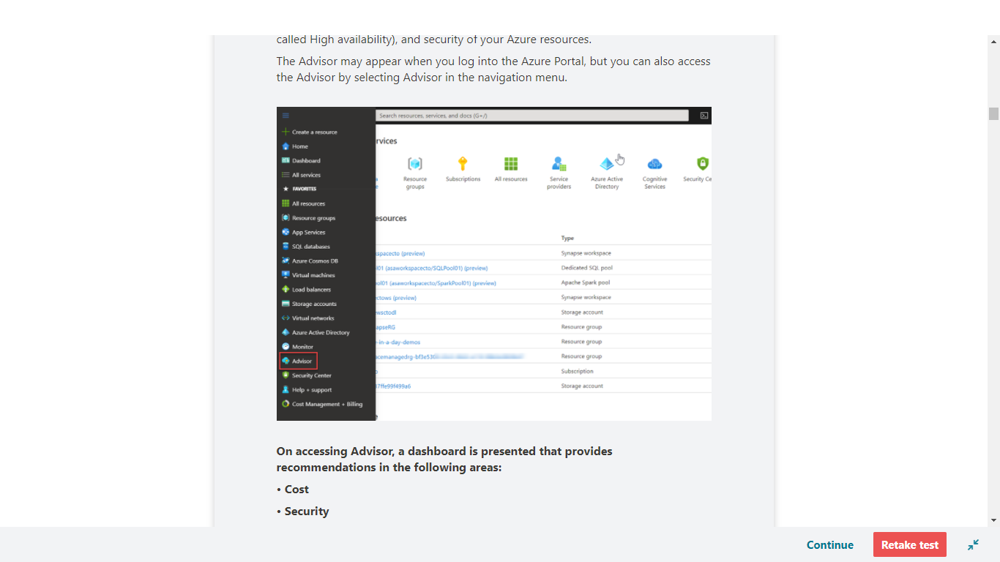 called High availability), and security of your Azure resources.
The Advisor may appear when you log into the Azure Portal, but you can also access
the Advisor by selecting Advisor in the navigation menu.
Search resources, services, and docs (G+/)
Create a resource
Home
Dashboard
All services
FAVORITES
All resources
Resource groups
App Services
SQL databases
Azure Cosmos DB
Virtual machines
Load balancers
Storage accounts
Virtual networks
Azure Active Directory
Monitor
Advisor
Security Center
Help + support
Cost Management + Billing
rvices
Resource groups
Subscriptions
All resources
Service providers
Azure Active Directory
Cognitive Services
Security Ce
esources
Type
spacecto (preview) Synapse workspace
l01 (asaworkspacecto/SQLPool01) (preview) Dedicated SQL pool
ol01 (asaworkspacecto/SparkPool01) (preview) Apache Spark pool
ctows (preview) Synapse workspace
wsctodl Storage account
apseRG Resource group
-in-a-day-demos Resource group
cemanagedrg-bf3e530 Resource group
Subscription
37ffe99f499a6 Storage account
On accessing Advisor, a dashboard is presented that provides
recommendations in the following areas:
• Cost
• Security
Continue
Retake test